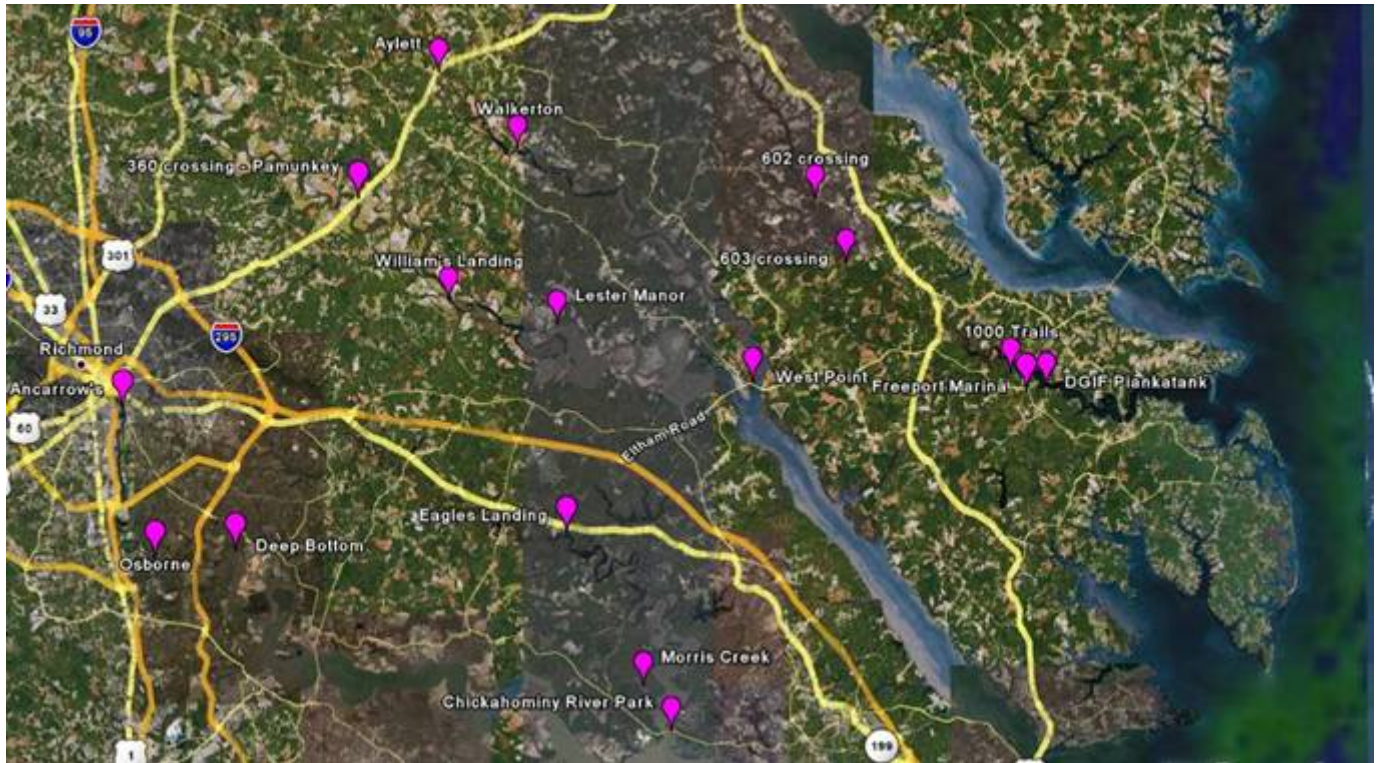 95
Aylett
Walkerton
360 crossing - Pamunkey
602 crossing
301
603 crossing
William's Landing
Lester Manor
33
295
1000 Trails
Richmond
West Point
Freeport Marina
DGIF Piankatank
Ancarrow's
60
Eltham Road
Eagles Landing
Deep Bottom
Osborne
Morris Creek
Chickahominy River Park
199
1